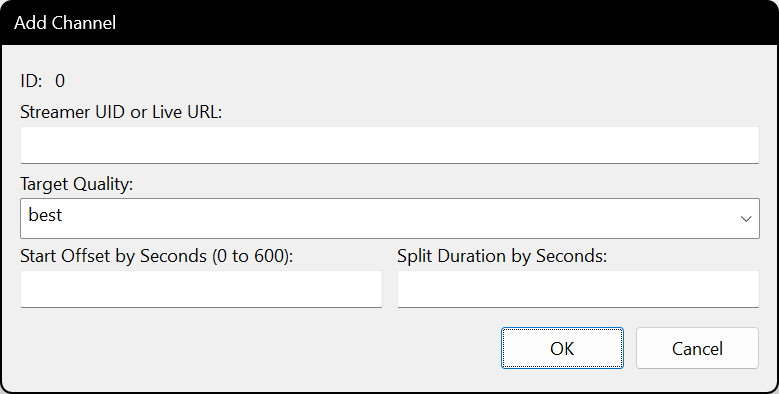 Add Channel
ID: 0
Streamer UID or Live URL:
Target Quality:
best
Start Offset by Seconds (0 to 600): Split Duration by Seconds:
OK Cancel